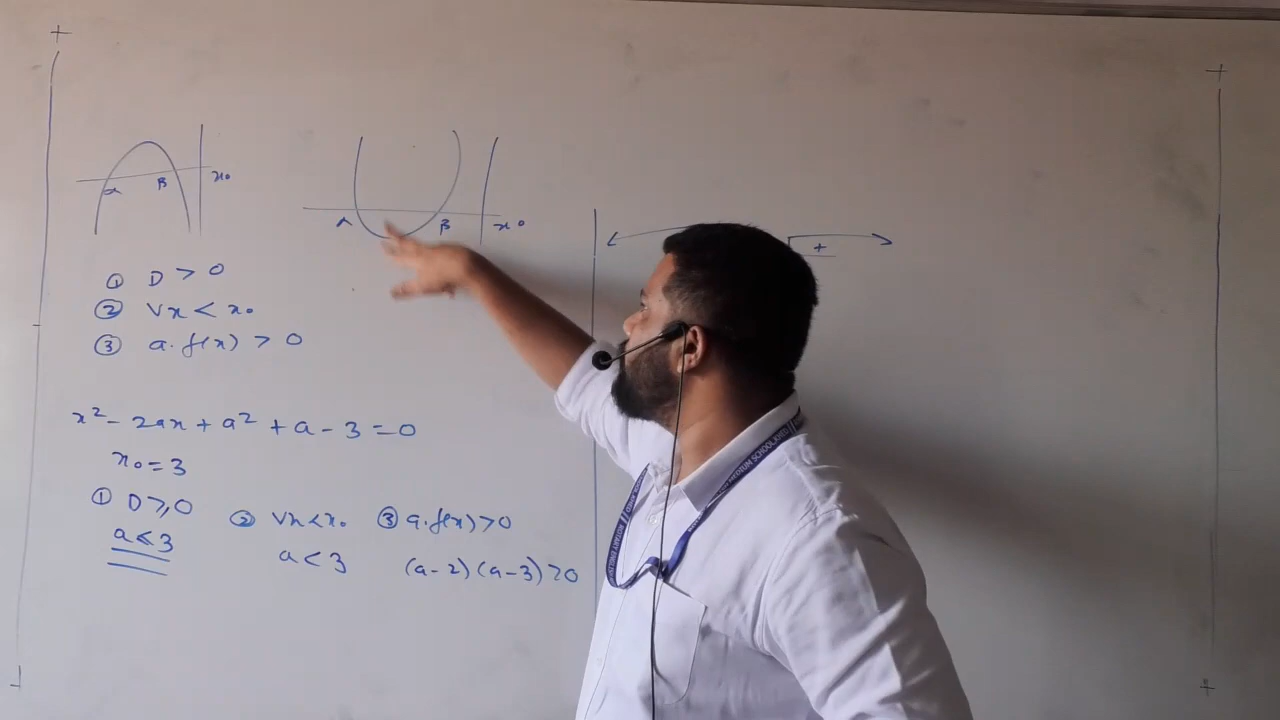 α β x₀
α β x₀
① D > 0
② Vx < x₀
③ a. f(x) > 0
x² - 2ax + a² + a - 3 = 0
x₀ = 3
① D ⩾ 0
a ⩽ 3
② Vx < x₀
a < 3
③ a. f(x) > 0
(a - 2) (a - 3) > 0
+